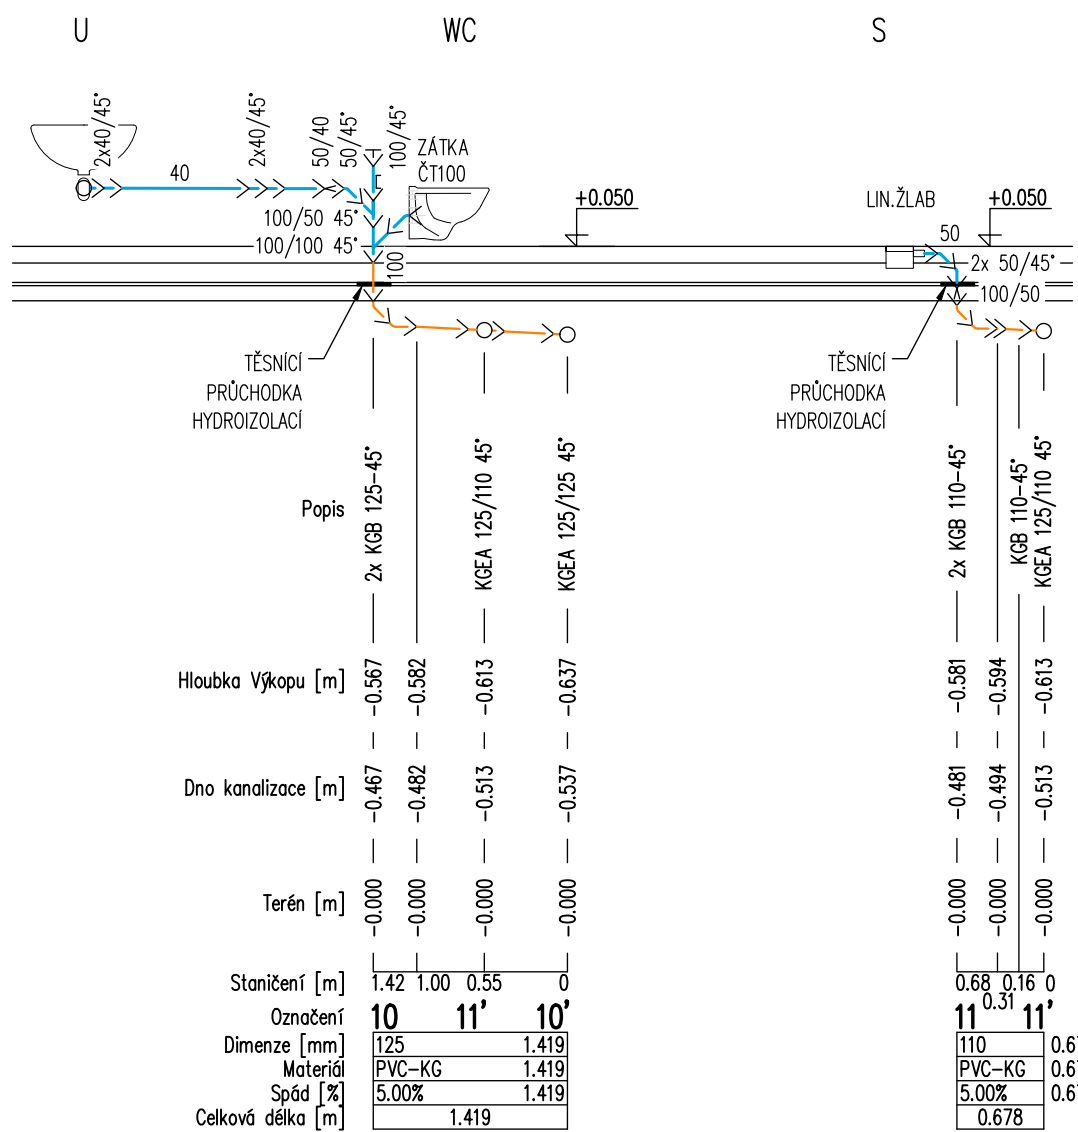 U
WC
S
2x40/45°
2x40/45°
50/40
50/45°
100/45°
ZÁTKA
ČT100
40
100/50 45°
100/100 45°
100
+0.050
LIN.ŽLAB
+0.050
50
2x 50/45°
100/50
TĚSNÍCÍ
PRŮCHODKA
HYDROIZOLACÍ
TĚSNÍCÍ
PRŮCHODKA
HYDROIZOLACÍ
Popis
2x KGB 125-45°
KGEA 125/110 45°
KGEA 125/125 45°
2x KGB 110-45°
KGB 110-45°
KGEA 125/110 45°
Hloubka Výkopu [m]
-0.567
-0.582
-0.613
-0.637
-0.581
-0.594
-0.613
Dno kanalizace [m]
-0.467
-0.482
-0.513
-0.537
-0.481
-0.494
-0.513
Terén [m]
-0.000
-0.000
-0.000
-0.000
-0.000
-0.000
-0.000
Staničení [m] 1.42 1.00 0.55 0 0.68 0.16 0
0.31
Označení 10 11' 10' 11 11'
Dimenze [mm] 125 1.419 110
Materiál PVC-KG 1.419 PVC-KG
Spád [%] 5.00% 1.419 5.00%
Celková délka [m] 1.419 0.678